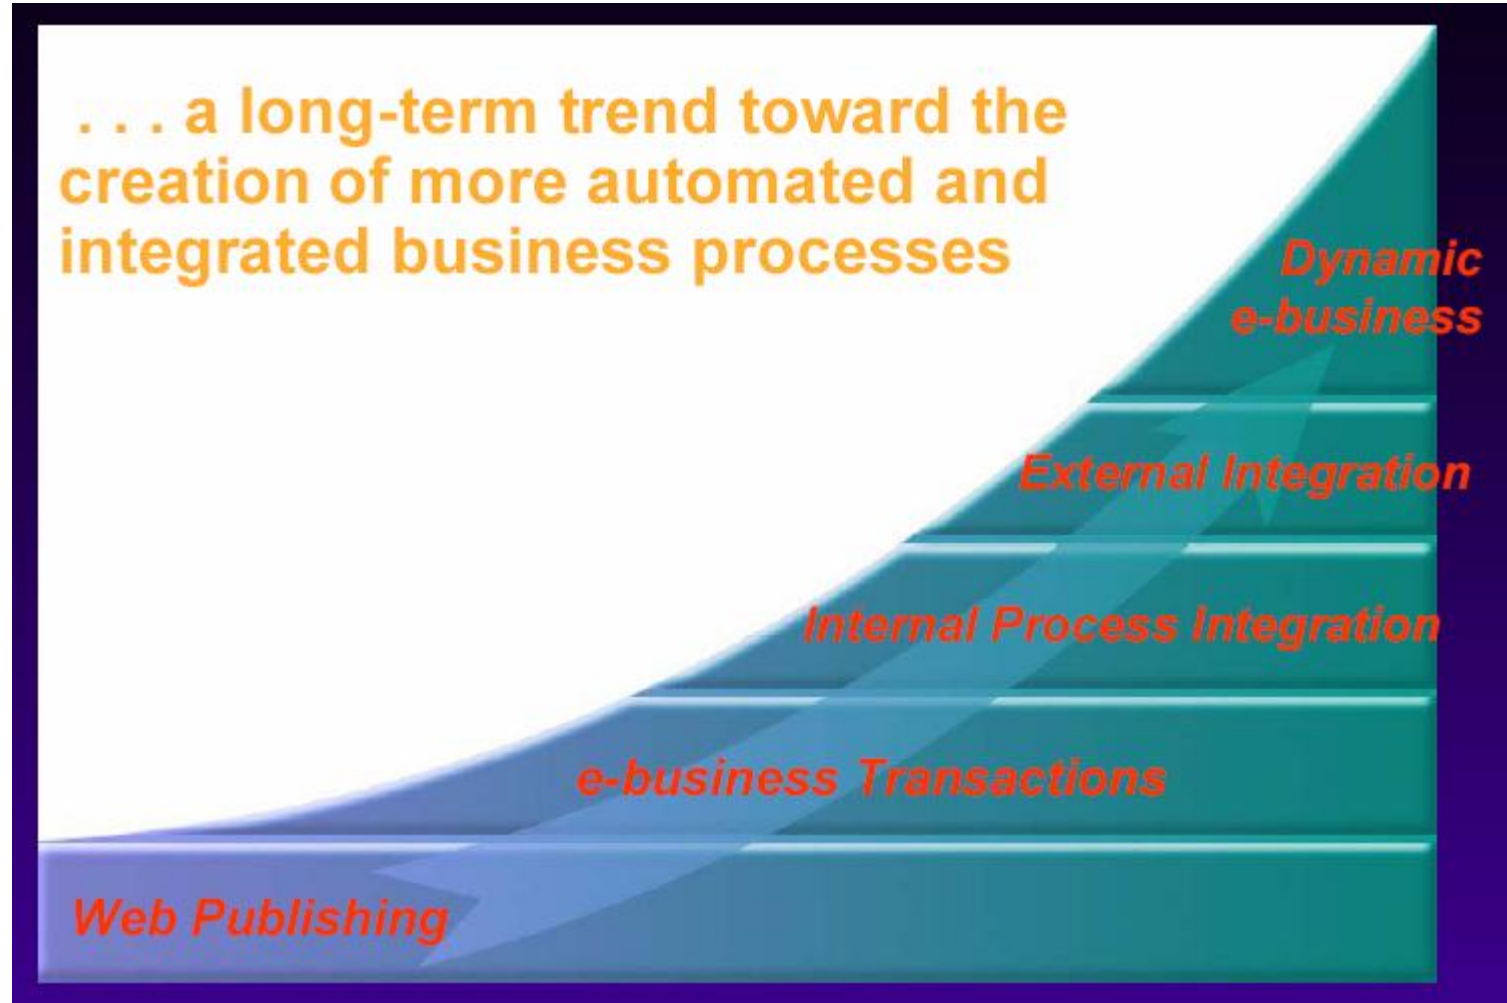 . . . a long-term trend toward the
creation of more automated and
integrated business processes
Dynamic
e-business
External Integration
Internal Process Integration
e-business Transactions
Web Publishing